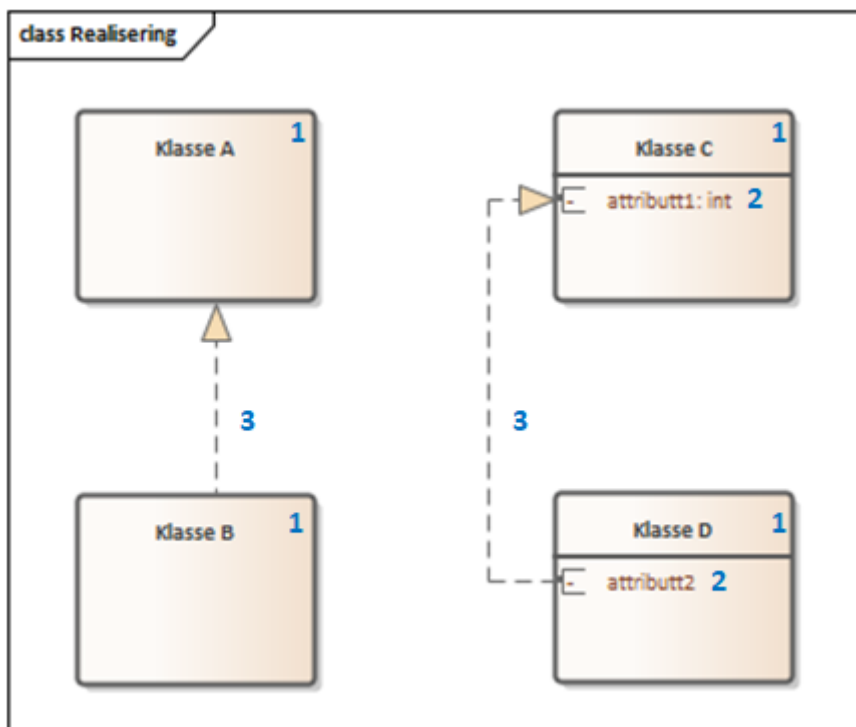 class Realisering
Klasse A 1
Klasse C 1
- attributt1: int 2
3
3
Klasse B 1
Klasse D 1
- attributt2 2